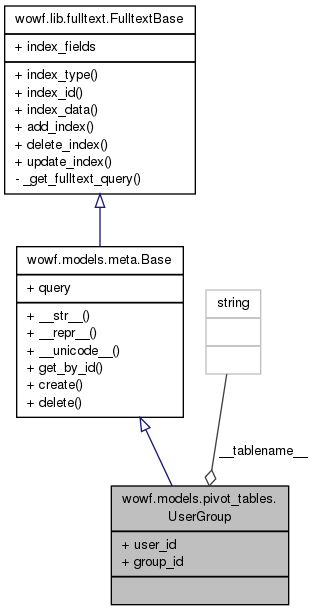 wowf.lib.fulltext.FulltextBase
+ index_fields
+ index_type()
+ index_id()
+ index_data()
+ add_index()
+ delete_index()
+ update_index()
- _get_fulltext_query()
wowf.models.meta.Base
+ query
+ __str__()
+ __repr__()
+ __unicode__()
+ get_by_id()
+ create()
+ delete()
string
__tablename__
wowf.models.pivot_tables.
UserGroup
+ user_id
+ group_id